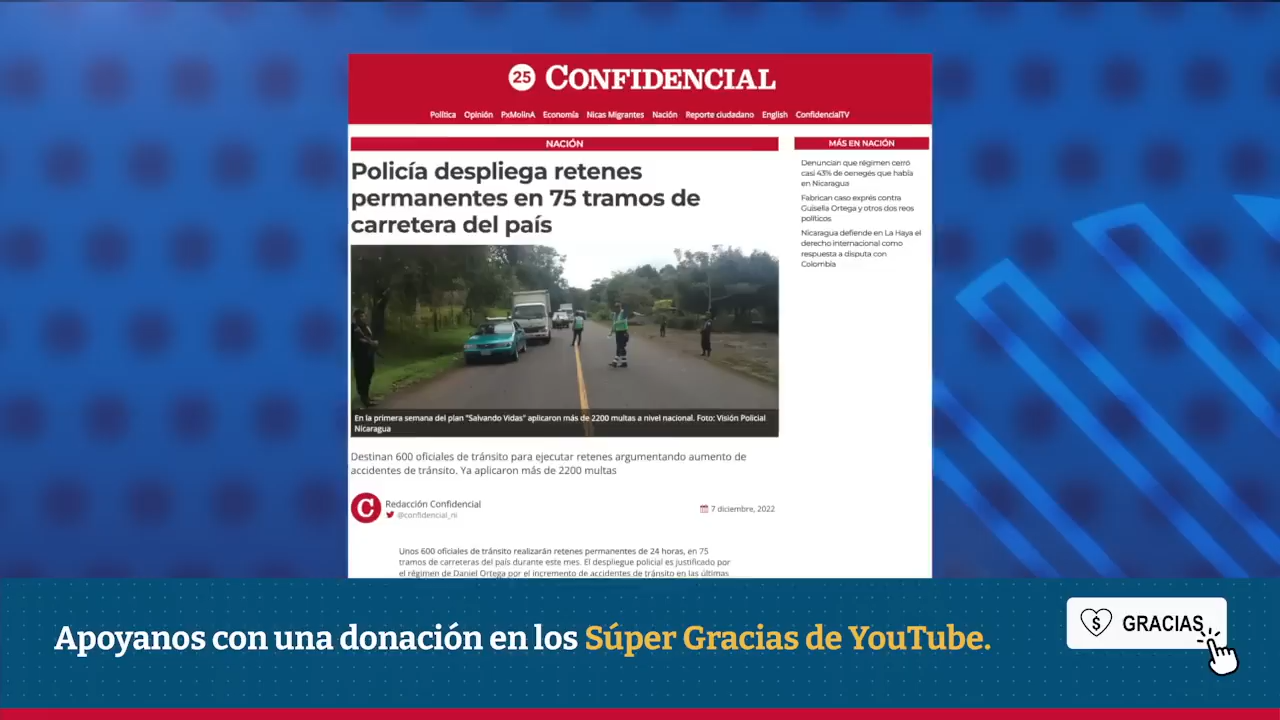 25 CONFIDENCIAL
Política Opinión PxMolinA Economía Nicas Migrantes Nación Reporte ciudadano English ConfidencialTV
NACIÓN
Policía despliega retenes
permanentes en 75 tramos de
carretera del país
En la primera semana del plan "Salvando Vidas" aplicaron más de 2200 multas a nivel nacional. Foto: Visión Policial
Nicaragua
Destinan 600 oficiales de tránsito para ejecutar retenes argumentando aumento de
accidentes de tránsito. Ya aplicaron más de 2200 multas
C
Redacción Confidencial
@confidencial_ni
7 diciembre, 2022
Unos 600 oficiales de tránsito realizarán retenes permanentes de 24 horas, en 75
tramos de carreteras del país durante este mes. El despliegue policial es justificado por
el régimen de Daniel Ortega por el incremento de accidentes de tránsito en las últimas
MÁS EN NACIÓN
Denuncian que régimen cerró
casi 43% de oenegés que había
en Nicaragua
Fabrican caso exprés contra
Guisella Ortega y otros dos reos
políticos
Nicaragua defiende en La Haya el
derecho internacional como
respuesta a disputa con
Colombia
Apoyanos con una donación en los Súper Gracias de YouTube.
$ GRACIAS